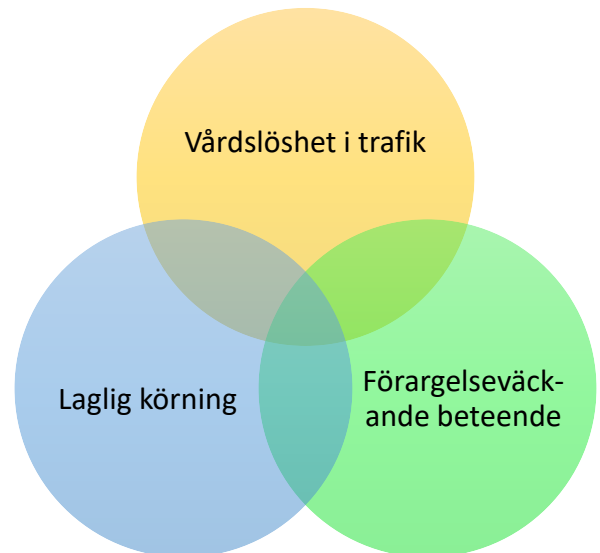 Vårdslöshet i trafik
Laglig körning
Förargelseväck-
ande beteende